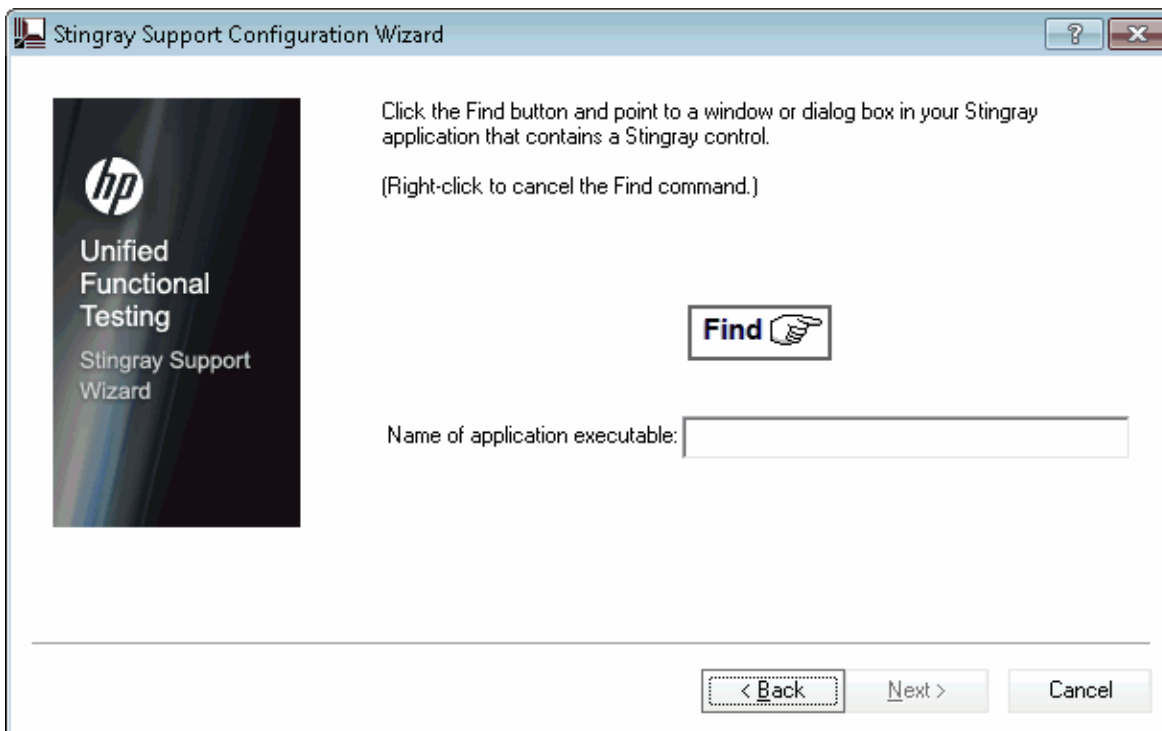 Stingray Support Configuration Wizard
?
X
hp
Unified
Functional
Testing
Stingray Support
Wizard
Click the Find button and point to a window or dialog box in your Stingray
application that contains a Stingray control.
(Right-click to cancel the Find command.)
Find
Name of application executable:
< Back
Next >
Cancel